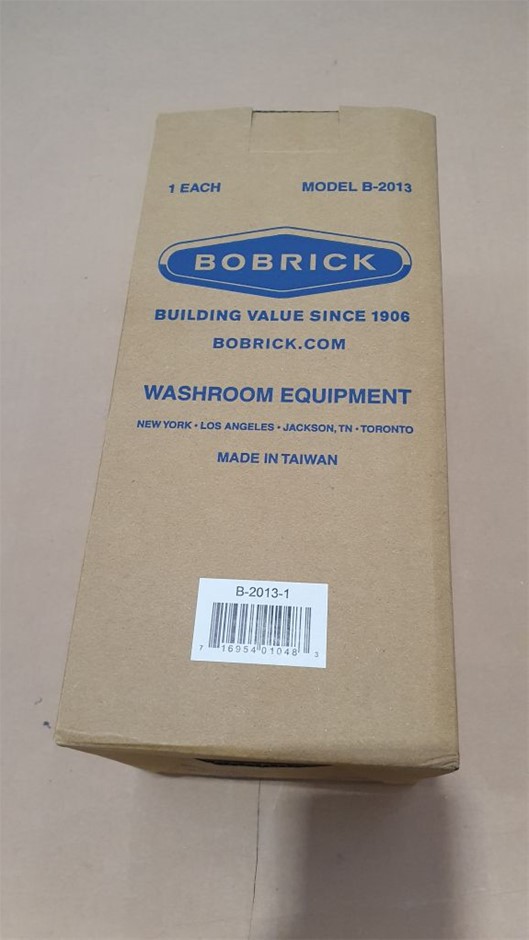 1 EACH MODEL B-2013
BOBRICK
BUILDING VALUE SINCE 1906
BOBRICK.COM
WASHROOM EQUIPMENT
NEW YORK • LOS ANGELES • JACKSON, TN • TORONTO
MADE IN TAIWAN
B-2013-1
7 16954 01048 3